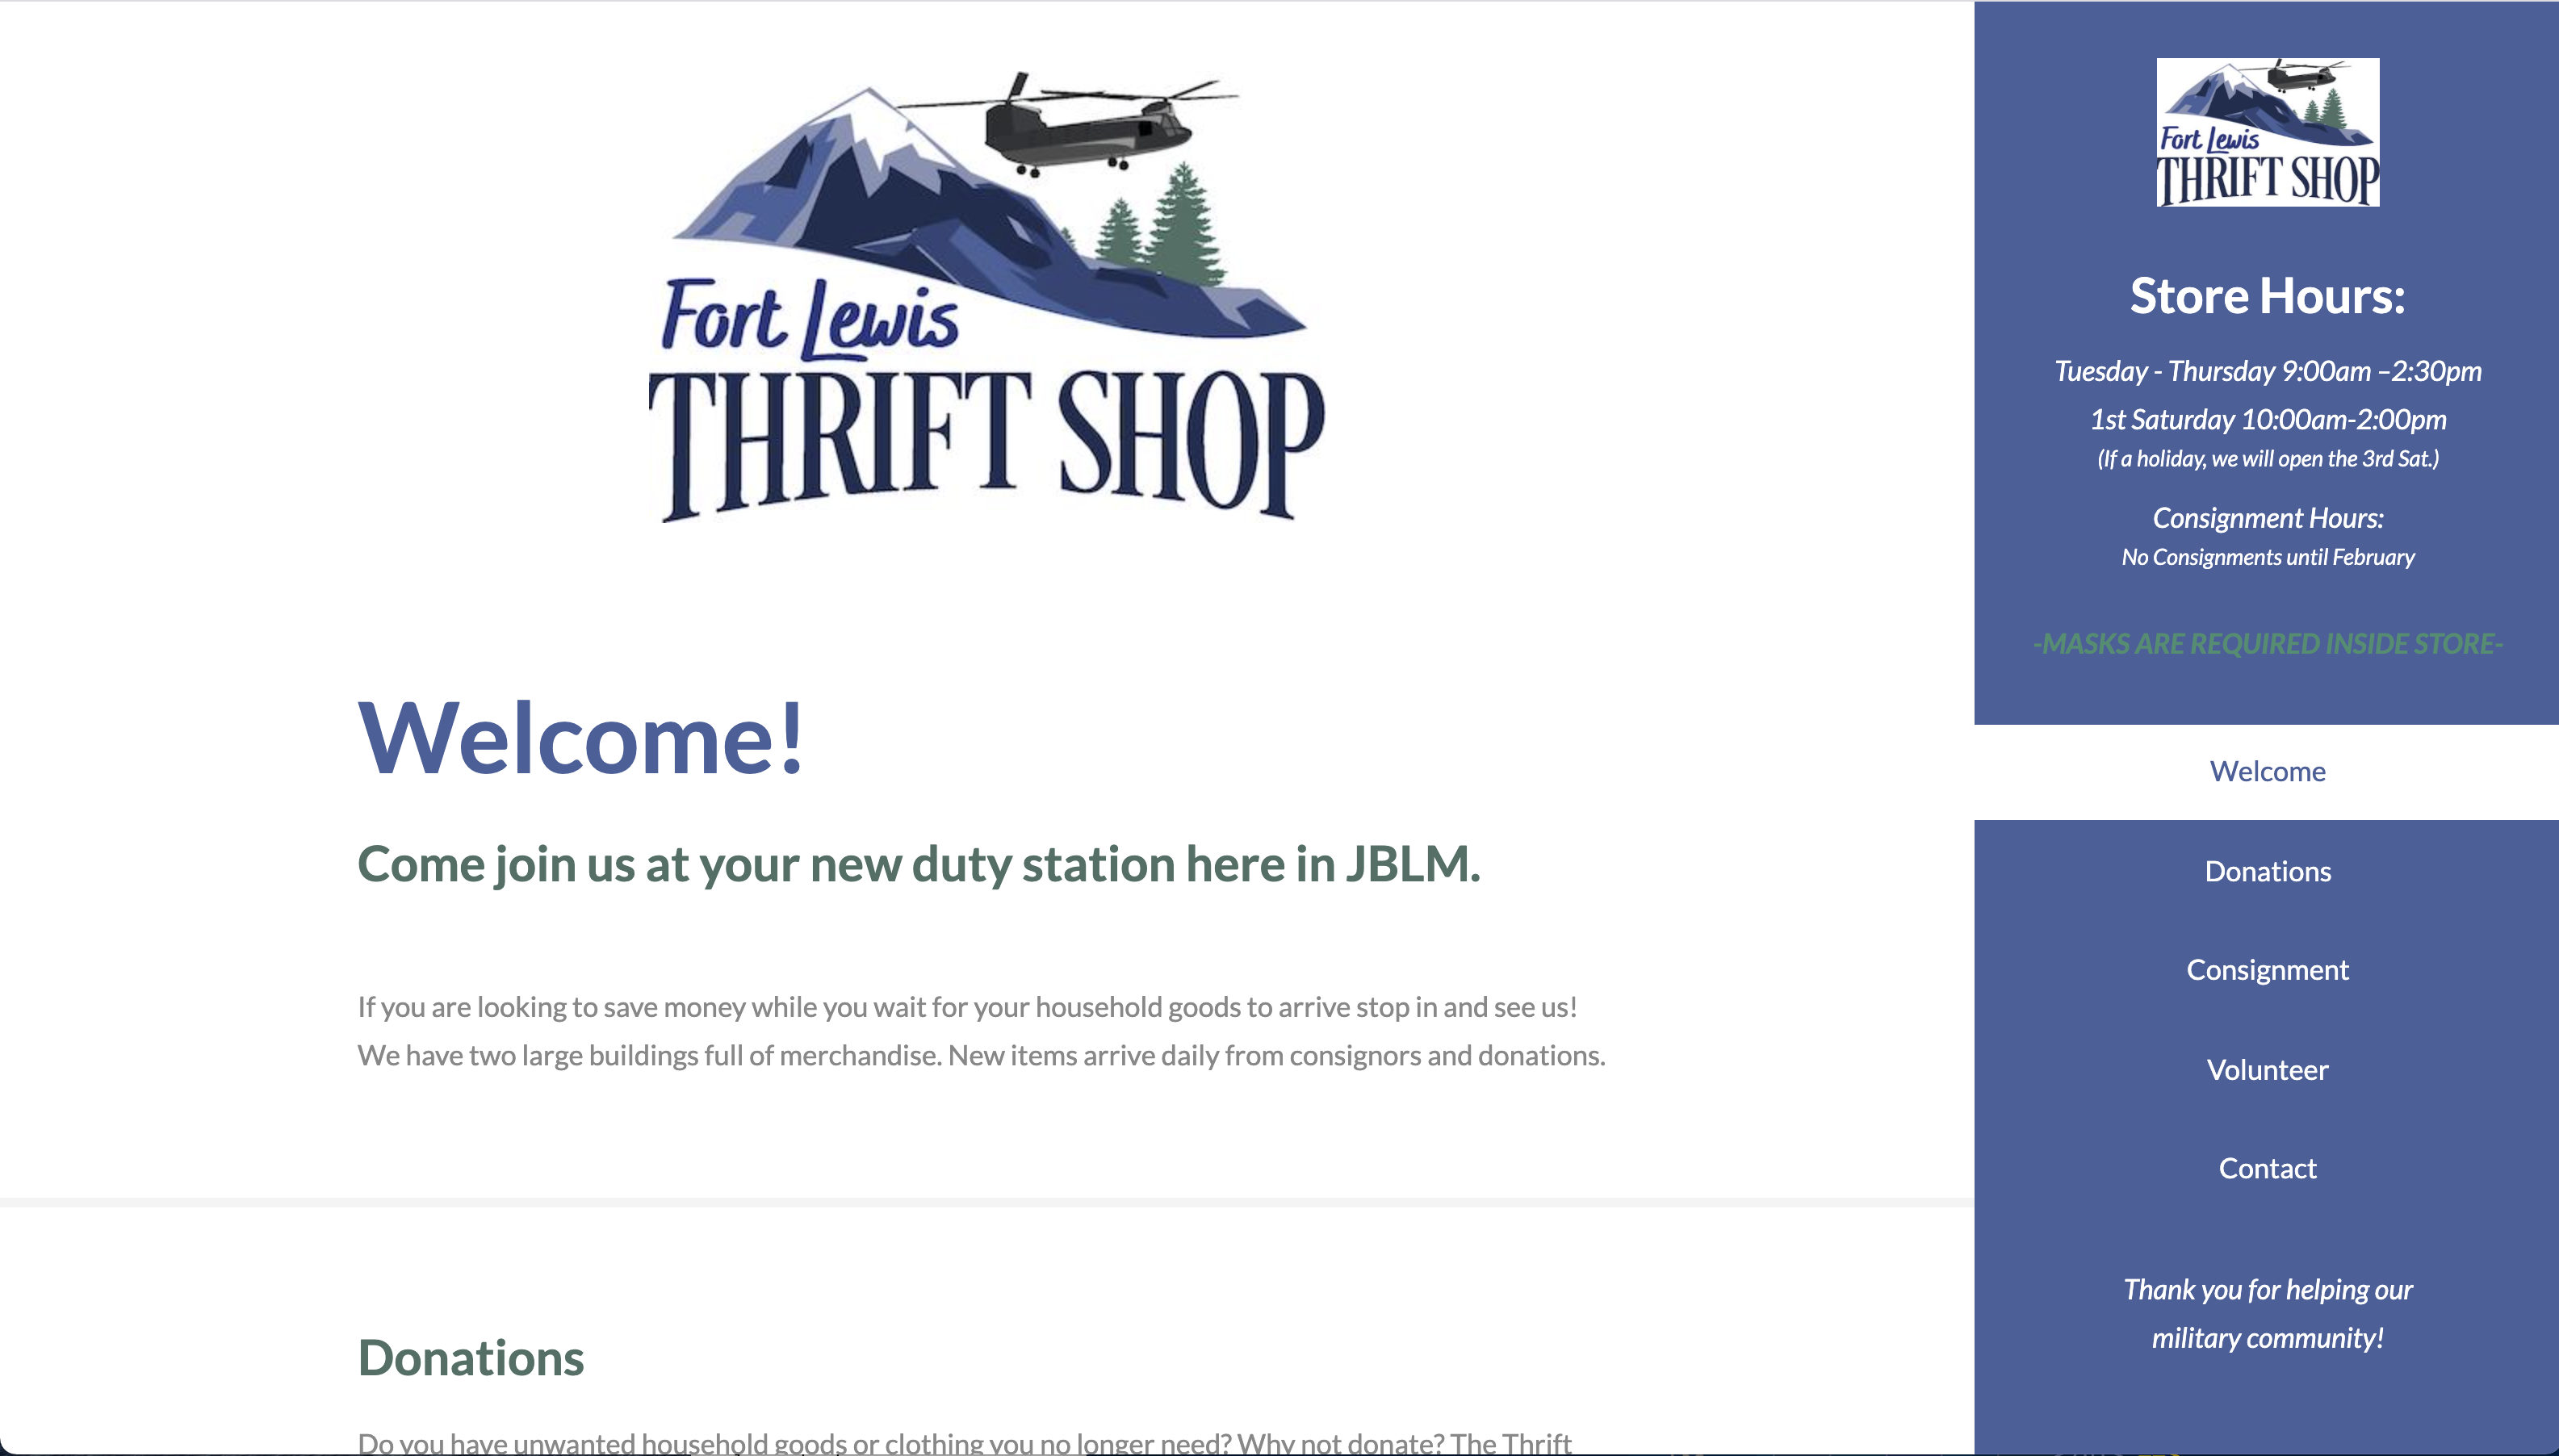 Fort Lewis
THRIFT SHOP
Welcome!
Come join us at your new duty station here in JBLM.
If you are looking to save money while you wait for your household goods to arrive stop in and see us!
We have two large buildings full of merchandise. New items arrive daily from consignors and donations.
Donations
Do you have unwanted household goods or clothing you no longer need? Why not donate? The Thrift
Fort Lewis
THRIFT SHOP
Store Hours:
Tuesday - Thursday 9:00am –2:30pm
1st Saturday 10:00am-2:00pm
(If a holiday, we will open the 3rd Sat.)
Consignment Hours:
No Consignments until February
-MASKS ARE REQUIRED INSIDE STORE-
Welcome
Donations
Consignment
Volunteer
Contact
Thank you for helping our
military community!